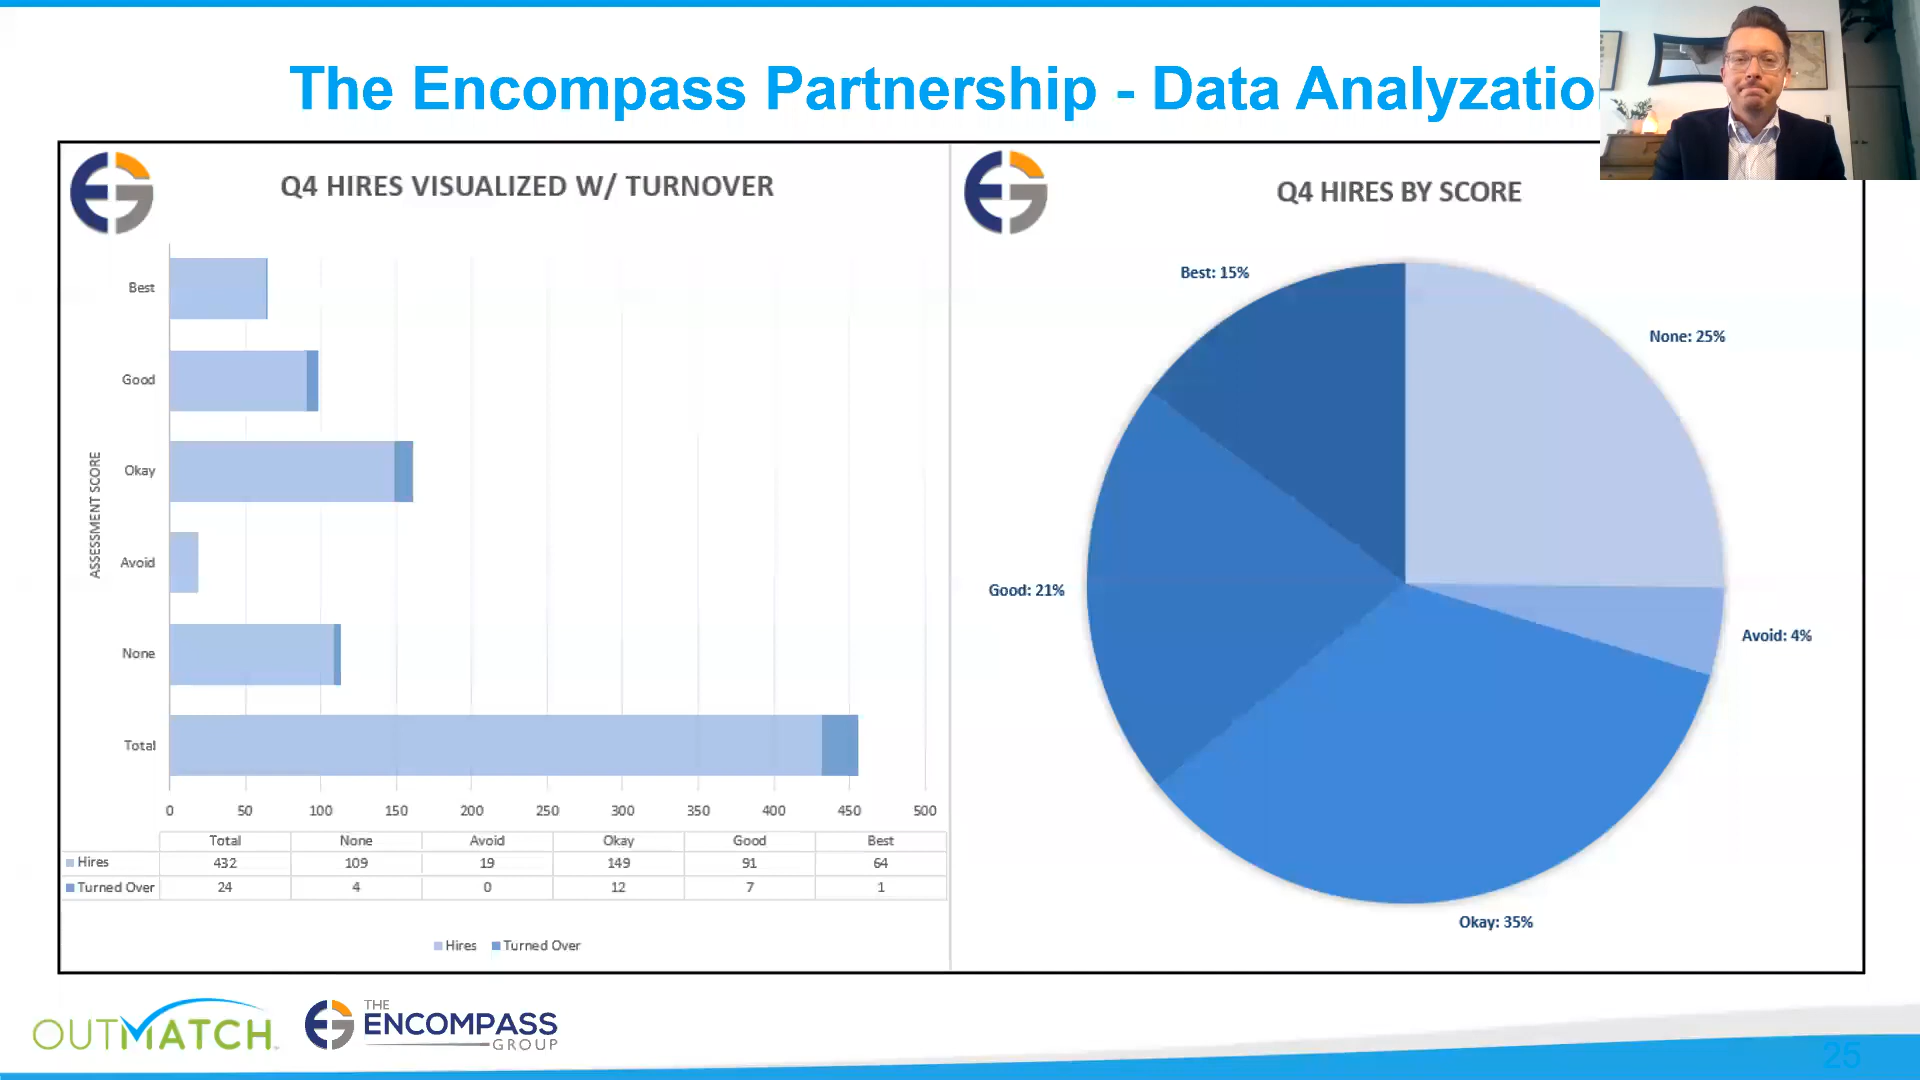 The Encompass Partnership - Data Analyzatio
Q4 HIRES VISUALIZED W/ TURNOVER
ASSESSMENT SCORE
Best
Good
Okay
Avoid
None
Total
0 50 100 150 200 250 300 350 400 450 500
Total None Avoid Okay Good Best
Hires 432 109 19 149 91 64
Turned Over 24 4 0 12 7 1
Hires Turned Over
Q4 HIRES BY SCORE
Best: 15%
None: 25%
Good: 21%
Avoid: 4%
Okay: 35%
OUTMATCH
THE
ENCOMPASS
GROUP
25